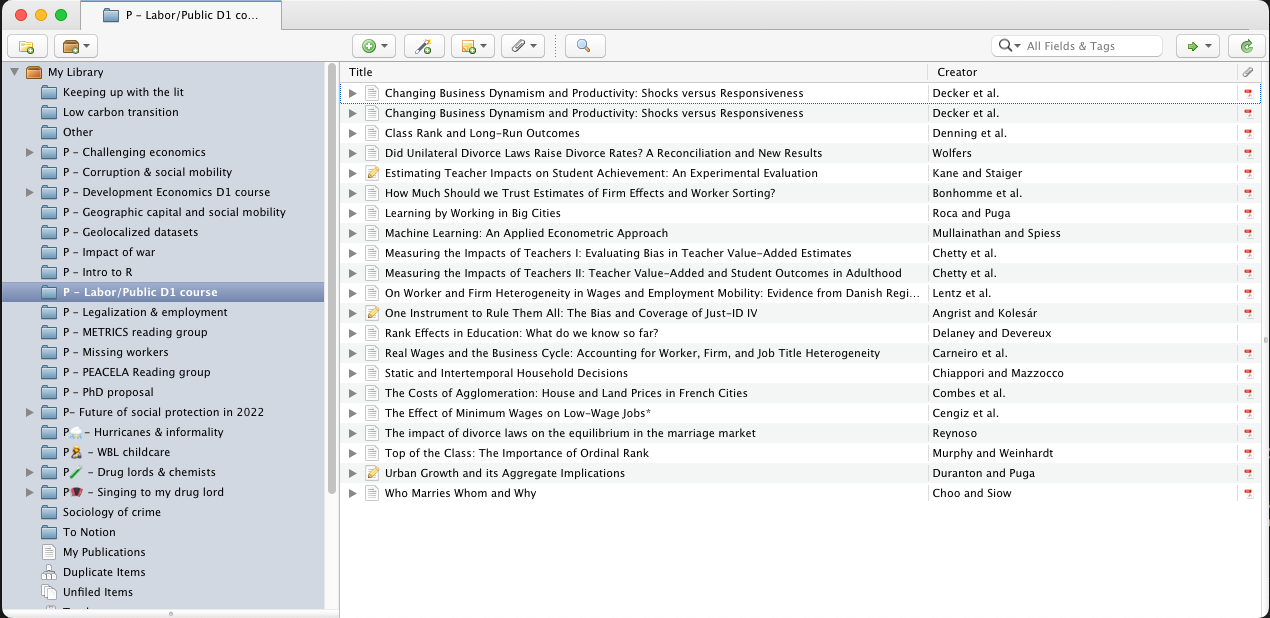 P – Labor/Public D1 co...
All Fields & Tags
My Library
Keeping up with the lit
Low carbon transition
Other
P – Challenging economics
P – Corruption & social mobility
P – Development Economics D1 course
P – Geographic capital and social mobility
P – Geolocalized datasets
P – Impact of war
P – Intro to R
P – Labor/Public D1 course
P – Legalization & employment
P – METRICS reading group
P – Missing workers
P – PEACELA Reading group
P – PhD proposal
P– Future of social protection in 2022
P🌧️– Hurricanes & informality
P🤱 – WBL childcare
P🧪 – Drug lords & chemists
P🪭 – Singing to my drug lord
Sociology of crime
To Notion
My Publications
Duplicate Items
Unfiled Items
Title Creator
Changing Business Dynamism and Productivity: Shocks versus Responsiveness Decker et al.
Changing Business Dynamism and Productivity: Shocks versus Responsiveness Decker et al.
Class Rank and Long-Run Outcomes Denning et al.
Did Unilateral Divorce Laws Raise Divorce Rates? A Reconciliation and New Results Wolfers
Estimating Teacher Impacts on Student Achievement: An Experimental Evaluation Kane and Staiger
How Much Should we Trust Estimates of Firm Effects and Worker Sorting? Bonhomme et al.
Learning by Working in Big Cities Roca and Puga
Machine Learning: An Applied Econometric Approach Mullainathan and Spiess
Measuring the Impacts of Teachers I: Evaluating Bias in Teacher Value-Added Estimates Chetty et al.
Measuring the Impacts of Teachers II: Teacher Value-Added and Student Outcomes in Adulthood Chetty et al.
On Worker and Firm Heterogeneity in Wages and Employment Mobility: Evidence from Danish Regi... Lentz et al.
One Instrument to Rule Them All: The Bias and Coverage of Just-ID IV Angrist and Kolesár
Rank Effects in Education: What do we know so far? Delaney and Devereux
Real Wages and the Business Cycle: Accounting for Worker, Firm, and Job Title Heterogeneity Carneiro et al.
Static and Intertemporal Household Decisions Chiappori and Mazzocco
The Costs of Agglomeration: House and Land Prices in French Cities Combes et al.
The Effect of Minimum Wages on Low-Wage Jobs* Cengiz et al.
The impact of divorce laws on the equilibrium in the marriage market Reynoso
Top of the Class: The Importance of Ordinal Rank Murphy and Weinhardt
Urban Growth and its Aggregate Implications Duranton and Puga
Who Marries Whom and Why Choo and Siow